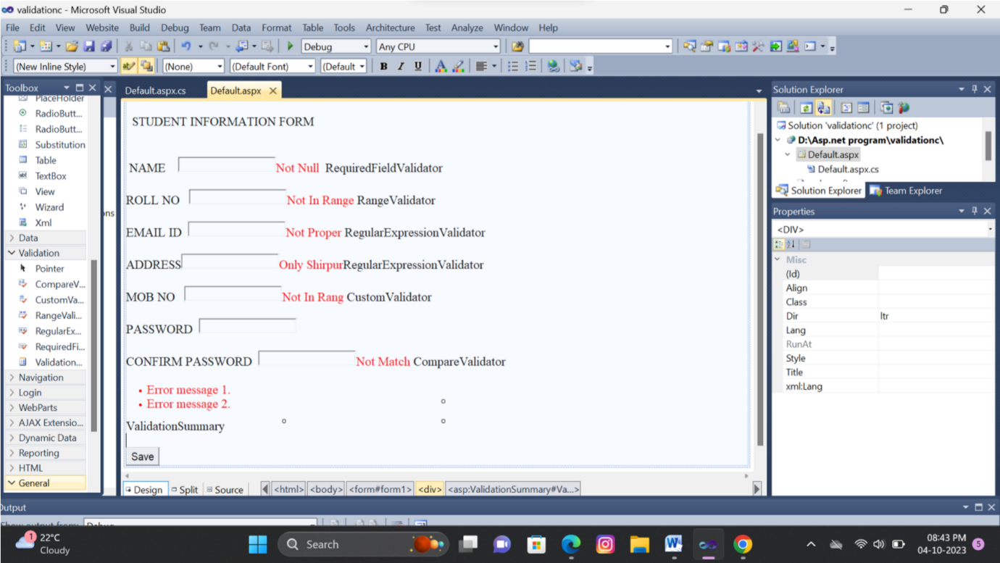 validationc - Microsoft Visual Studio
File Edit View Website Build Debug Team Data Format Table Tools Architecture Test Analyze Window Help
Debug Any CPU
(New Inline Style) (None) (Default Font) (Default B I U
Toolbox
PlaceHolder
RadioButt...
RadioButt...
Substitution
Table
TextBox
View
Wizard
Xml
Data
Validation
Pointer
CompareV...
CustomVa...
RangeVali...
RegularEx...
RequiredFi...
Validation...
Navigation
Login
WebParts
AJAX Extensio...
Dynamic Data
Reporting
HTML
General
ons
Default.aspx.cs Default.aspx
STUDENT INFORMATION FORM
NAME Not Null RequiredFieldValidator
ROLL NO Not In Range RangeValidator
EMAIL ID Not Proper RegularExpressionValidator
ADDRESS Only ShirpurRegularExpressionValidator
MOB NO Not In Rang CustomValidator
PASSWORD
CONFIRM PASSWORD Not Match CompareValidator
• Error message 1.
• Error message 2.
ValidationSummary
Save
Design Split Source <html> <body> <form#form1> <div> <asp:ValidationSummary#Va...>
Solution Explorer
Solution 'validationc' (1 project)
D:\Asp.net program\validationc\
Default.aspx
Default.aspx.cs
Solution Explorer Team Explorer
Properties
<DIV>
Misc
(Id)
Align
Class
Dir ltr
Lang
RunAt
Style
Title
xml:Lang
Output
Show output from: Debug
1 22°C
Cloudy
Search
08:43 PM
04-10-2023
5